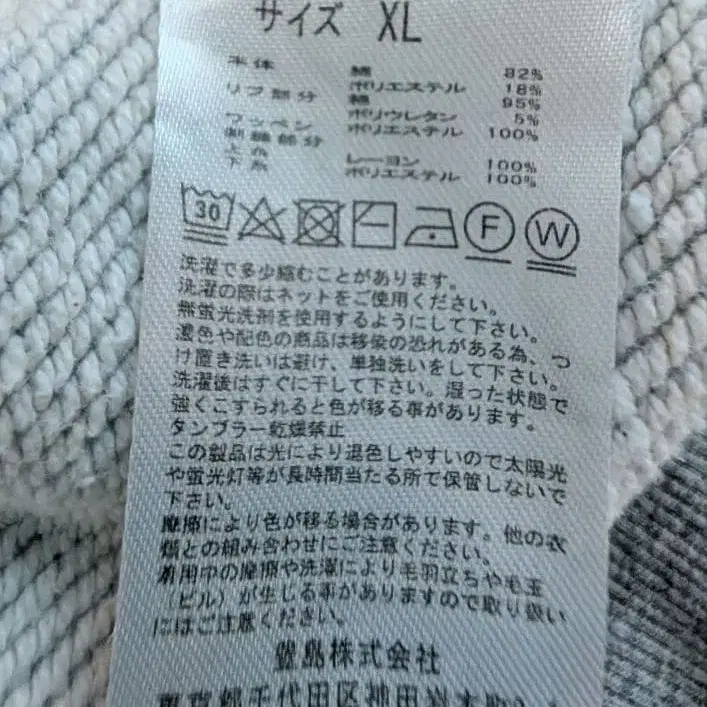 サイズ XL
本体 綿 82%
ポリエステル 18%
リブ部分 綿 95%
ポリウレタン 5%
ワッペン ポリエステル 100%
刺繍部分
上糸 レーヨン 100%
下糸 ポリエステル 100%
30 F W
洗濯で多少縮むことがあります。
洗濯の際はネットをご使用ください。
無蛍光洗剤を使用するようにして下さい。
濃色や配色の商品は移染の恐れがある為、つ
け置き洗いは避け、単独洗いをして下さい。
洗濯後はすぐに干して下さい。湿った状態で
強くこすられると色が移る事があります。
タンブラー乾燥禁止
この製品は光により退色しやすいので太陽光
や蛍光灯等が長時間当たる所で保管しないで
下さい。
摩擦により色が移る場合があります。他の衣
類との組み合わせにご注意ください。
着用中の摩擦や洗濯により毛羽立ちや毛玉
（ピル）が生じる事がありますので取り扱い
にはご注意ください。
豊島株式会社
東京都千代田区神田岩本町